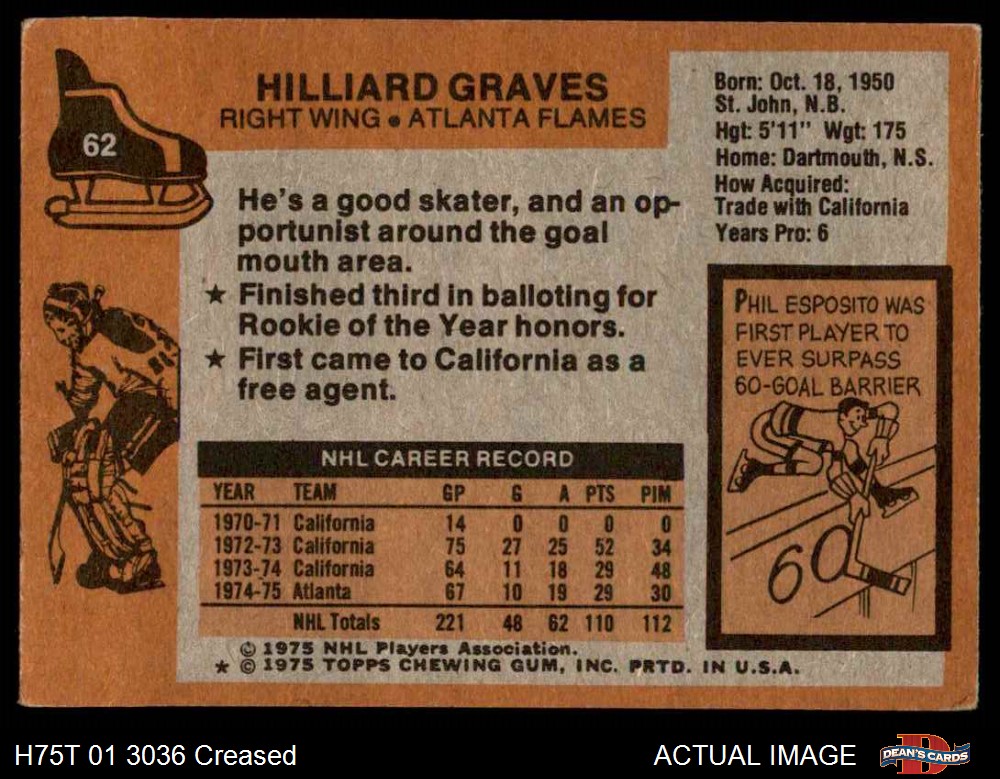 62
HILLIARD GRAVES
RIGHT WING • ATLANTA FLAMES
Born: Oct. 18, 1950
St. John, N.B.
Hgt: 5'11" Wgt: 175
Home: Dartmouth, N.S.
How Acquired:
Trade with California
Years Pro: 6
He's a good skater, and an op-
portunist around the goal
mouth area.
★ Finished third in balloting for
Rookie of the Year honors.
★ First came to California as a
free agent.
PHIL ESPOSITO WAS
FIRST PLAYER TO
EVER SURPASS
60-GOAL BARRIER
60
NHL CAREER RECORD
YEAR TEAM GP G A PTS PIM
1970-71 California 14 0 0 0 0
1972-73 California 75 27 25 52 34
1973-74 California 64 11 18 29 48
1974-75 Atlanta 67 10 19 29 30
NHL Totals 221 48 62 110 112
© 1975 NHL Players Association.
★ © 1975 TOPPS CHEWING GUM, INC. PRTD. IN U.S.A.
H75T 01 3036 Creased
ACTUAL IMAGE
D
DEAN'S CARDS